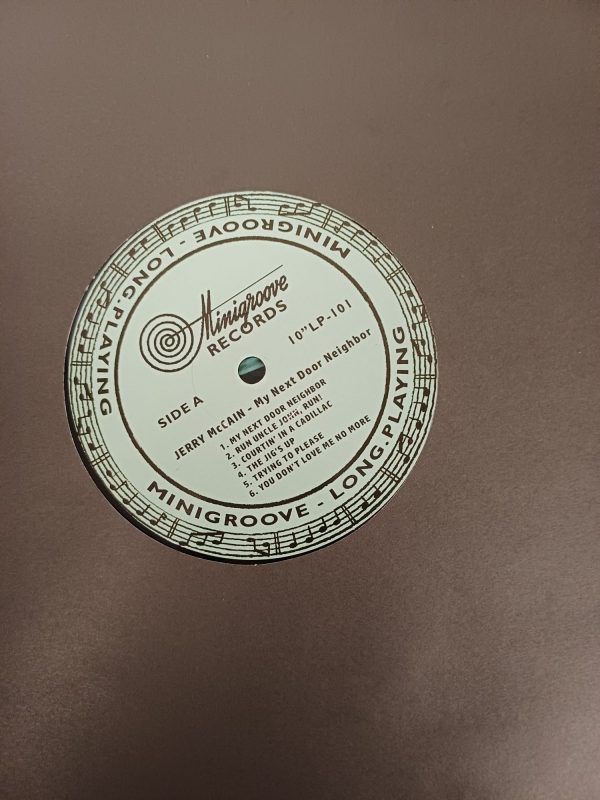 MINIGROOVE - LONG.PLAYING
Minigroove
RECORDS
10" LP-101
SIDE A
JERRY McCAIN - My Next Door Neighbor
1. MY NEXT DOOR NEIGHBOR
2. RUN UNCLE JOHN, RUN!
3. COURTIN' IN A CADILLAC
4. THE JIG'S UP
5. TRYING TO PLEASE
6. YOU DON'T LOVE ME NO MORE
MINIGROOVE - LONG.PLAYING